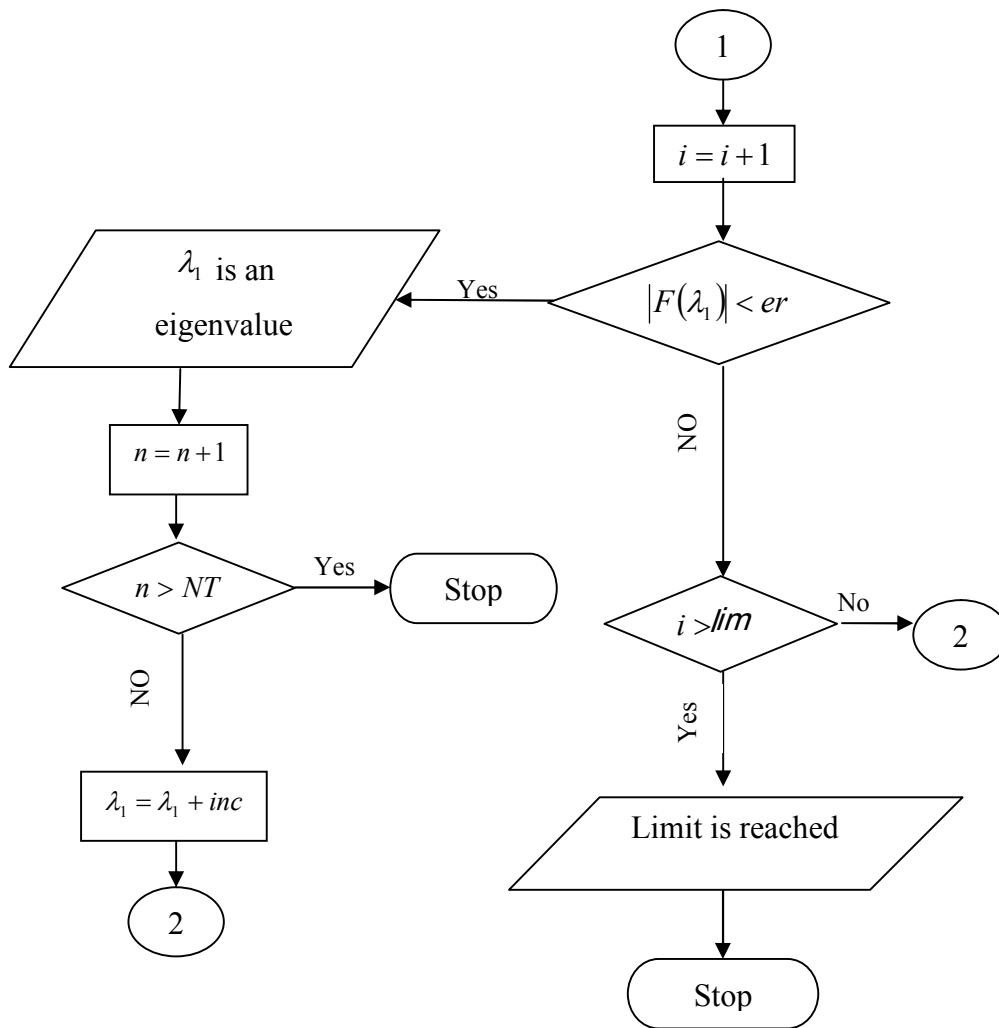 1
i = i + 1
|F(λ₁)| < er
Yes
λ₁ is an
eigenvalue
NO
n = n + 1
n > NT
Yes
Stop
i > lim
No
2
NO
Yes
λ₁ = λ₁ + inc
Limit is reached
2
Stop